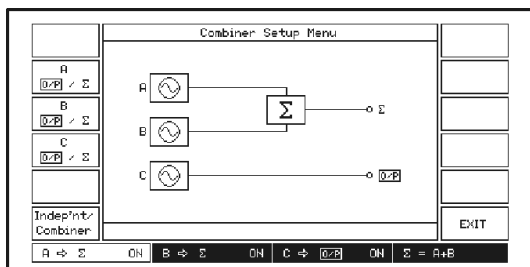 Combiner Setup Menu
A
O/P / Σ
B
O/P / Σ
C
O/P / Σ
Indep'nt/
Combiner
A
B
C
Σ
Σ
O/P
EXIT
A ⇨ Σ ON
B ⇨ Σ ON
C ⇨ O/P ON
Σ = A+B